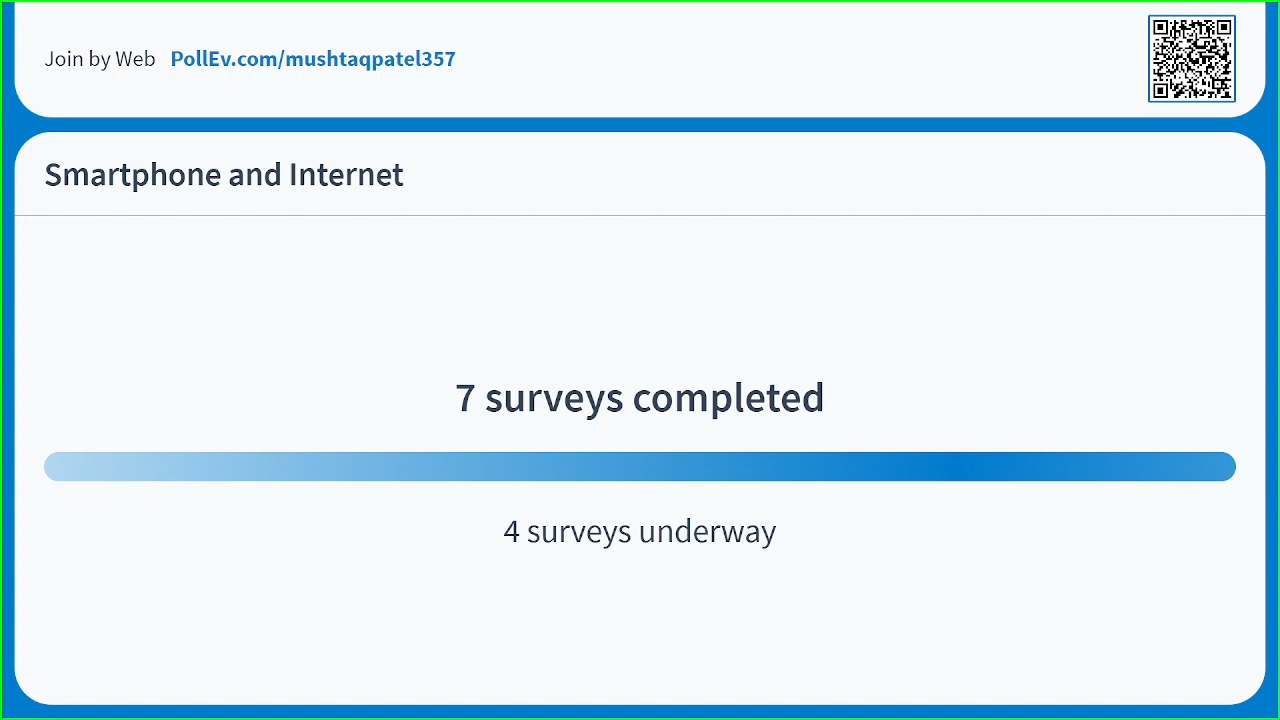 Join by Web PollEv.com/mushtaqpatel357
Smartphone and Internet
7 surveys completed
4 surveys underway